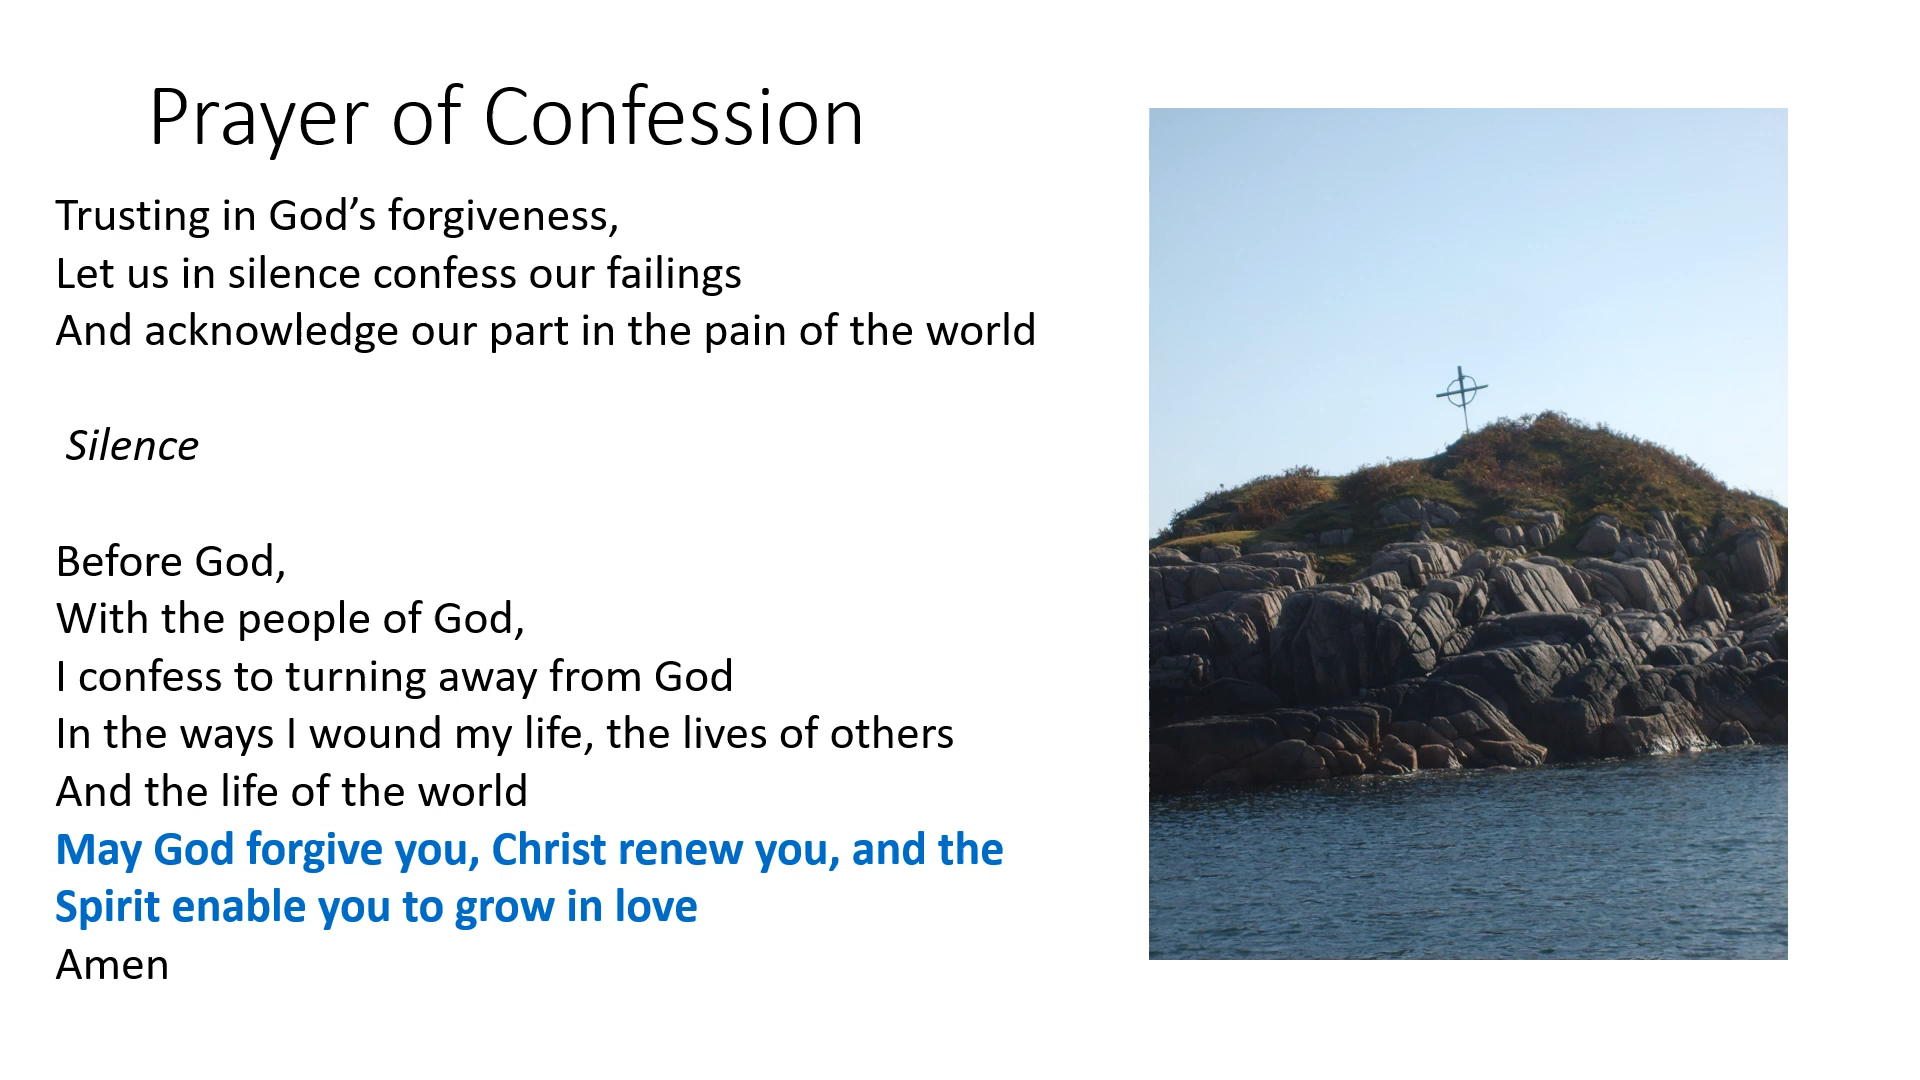 Prayer of Confession
Trusting in God’s forgiveness,
Let us in silence confess our failings
And acknowledge our part in the pain of the world
Silence
Before God,
With the people of God,
I confess to turning away from God
In the ways I wound my life, the lives of others
And the life of the world
May God forgive you, Christ renew you, and the
Spirit enable you to grow in love
Amen